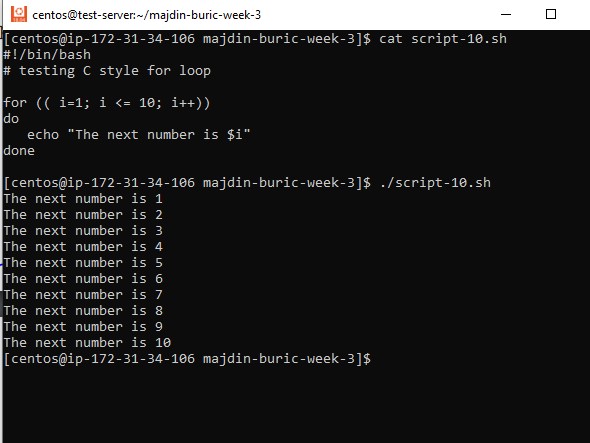 centos@test-server:~/majdin-buric-week-3
[centos@ip-172-31-34-106 majdin-buric-week-3]$ cat script-10.sh
#!/bin/bash
# testing C style for loop
for (( i=1; i <= 10; i++))
do
   echo "The next number is $i"
done
[centos@ip-172-31-34-106 majdin-buric-week-3]$ ./script-10.sh
The next number is 1
The next number is 2
The next number is 3
The next number is 4
The next number is 5
The next number is 6
The next number is 7
The next number is 8
The next number is 9
The next number is 10
[centos@ip-172-31-34-106 majdin-buric-week-3]$